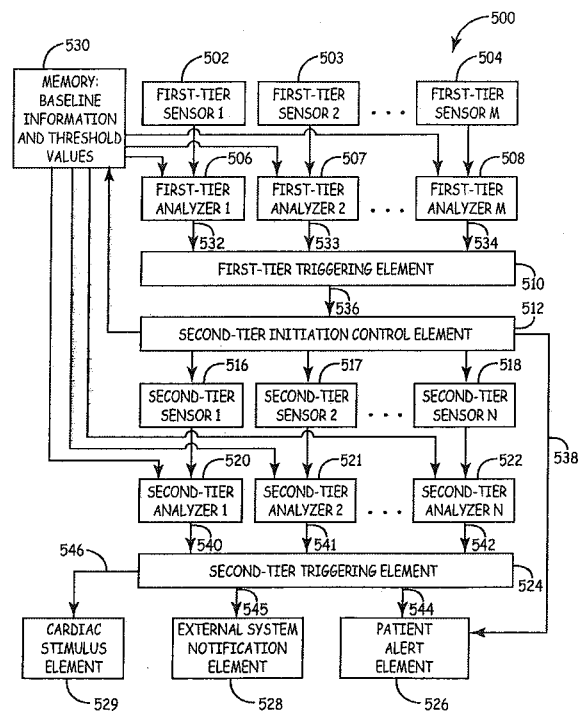 500
530
502
503
504
MEMORY:
BASELINE
INFORMATION
AND THRESHOLD
VALUES
FIRST-TIER
SENSOR 1
FIRST-TIER
SENSOR 2
. . .
FIRST-TIER
SENSOR M
506
507
508
FIRST-TIER
ANALYZER 1
FIRST-TIER
ANALYZER 2
. . .
FIRST-TIER
ANALYZER M
532
533
534
FIRST-TIER TRIGGERING ELEMENT
510
536
512
SECOND-TIER INITIATION CONTROL ELEMENT
516
517
518
SECOND-TIER
SENSOR 1
SECOND-TIER
SENSOR 2
. . .
SECOND-TIER
SENSOR N
538
520
521
522
SECOND-TIER
ANALYZER 1
SECOND-TIER
ANALYZER 2
. . .
SECOND-TIER
ANALYZER N
540
541
542
546
SECOND-TIER TRIGGERING ELEMENT
524
545
544
CARDIAC
STIMULUS
ELEMENT
EXTERNAL SYSTEM
NOTIFICATION
ELEMENT
PATIENT
ALERT
ELEMENT
529
528
526